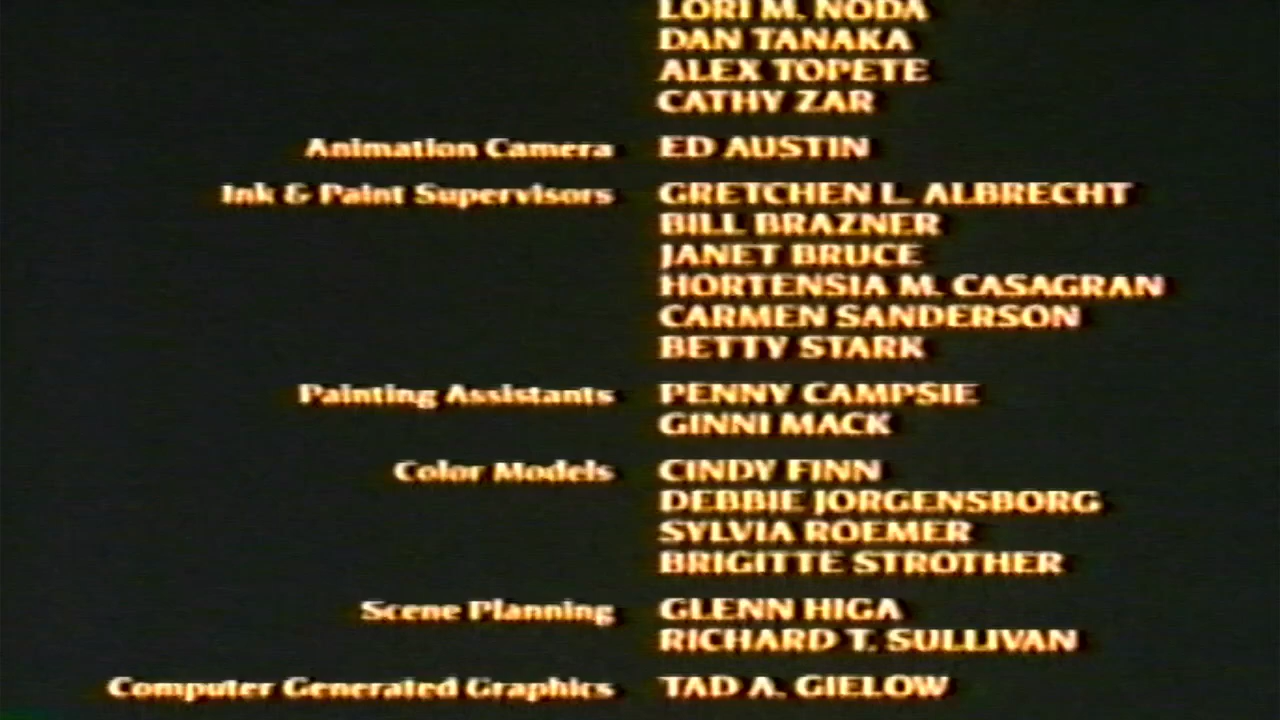 LORI M. NODA
DAN TANAKA
ALEX TOPETE
CATHY ZAR
Animation Camera ED AUSTIN
Ink & Paint Supervisors GRETCHEN L. ALBRECHT
BILL BRAZNER
JANET BRUCE
HORTENSIA M. CASAGRAN
CARMEN SANDERSON
BETTY STARK
Painting Assistants PENNY CAMPSIE
GINNI MACK
Color Models CINDY FINN
DEBBIE JORGENSBORG
SYLVIA ROEMER
BRIGITTE STROTHER
Scene Planning GLENN HIGA
RICHARD T. SULLIVAN
Computer Generated Graphics TAD A. GIELOW